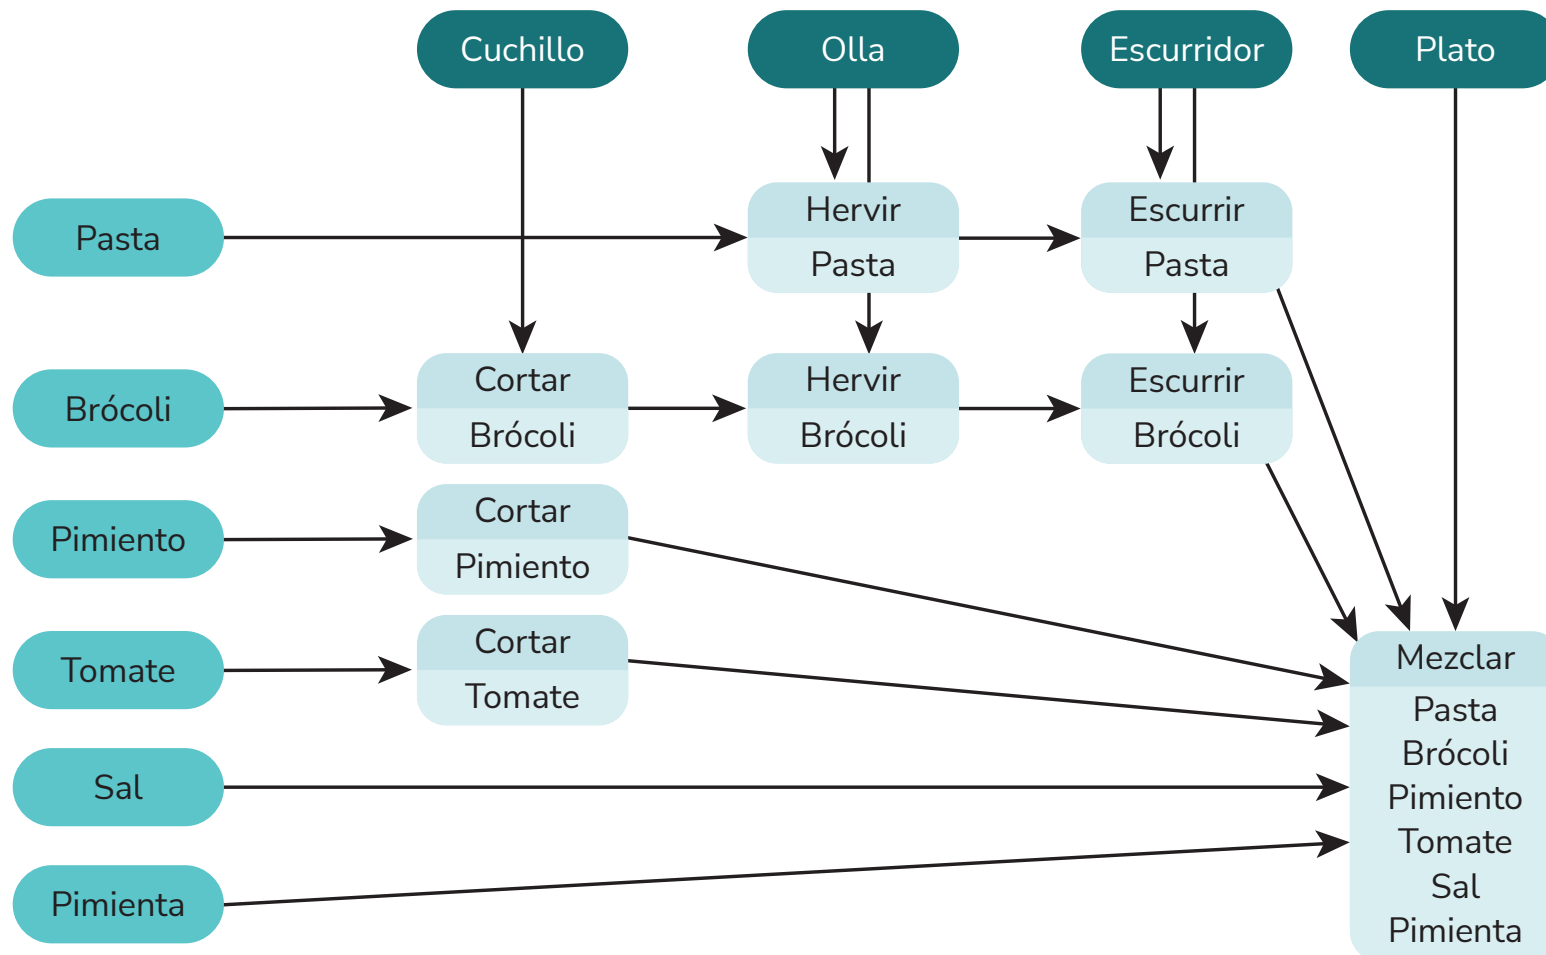 Cuchillo
Olla
Escurridor
Plato
Pasta
Hervir
Pasta
Escurrir
Pasta
Brócoli
Cortar
Brócoli
Hervir
Brócoli
Escurrir
Brócoli
Pimiento
Cortar
Pimiento
Tomate
Cortar
Tomate
Sal
Pimienta
Mezclar
Pasta
Brócoli
Pimiento
Tomate
Sal
Pimienta